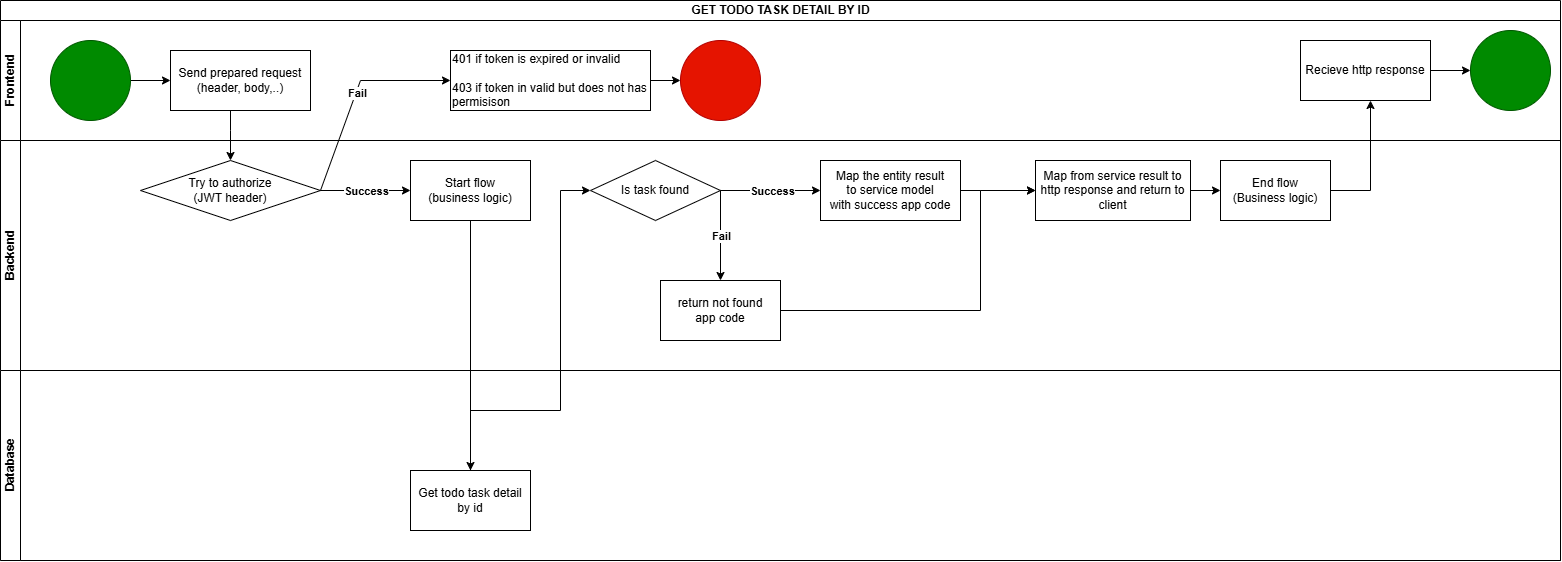 GET TODO TASK DETAIL BY ID
Frontend
Send prepared request
(header, body,..)
Fail
401 if token is expired or invalid
403 if token in valid but does not has
permisison
Recieve http response
Backend
Try to authorize
(JWT header)
Success
Start flow
(business logic)
Is task found
Success
Map the entity result
to service model
with success app code
Map from service result to
http response and return to
client
End flow
(Business logic)
Fail
return not found
app code
Database
Get todo task detail
by id